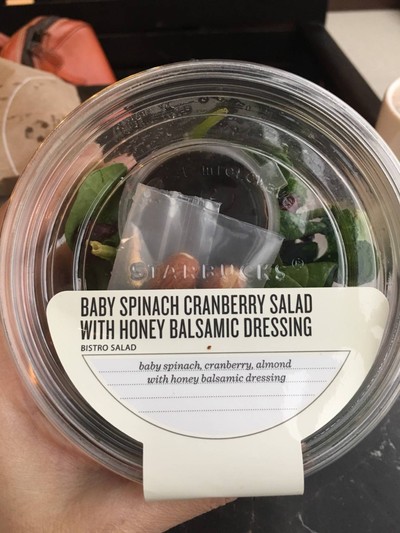 STARBUCKS®
BABY SPINACH CRANBERRY SALAD
WITH HONEY BALSAMIC DRESSING
BISTRO SALAD
baby spinach, cranberry, almond
with honey balsamic dressing